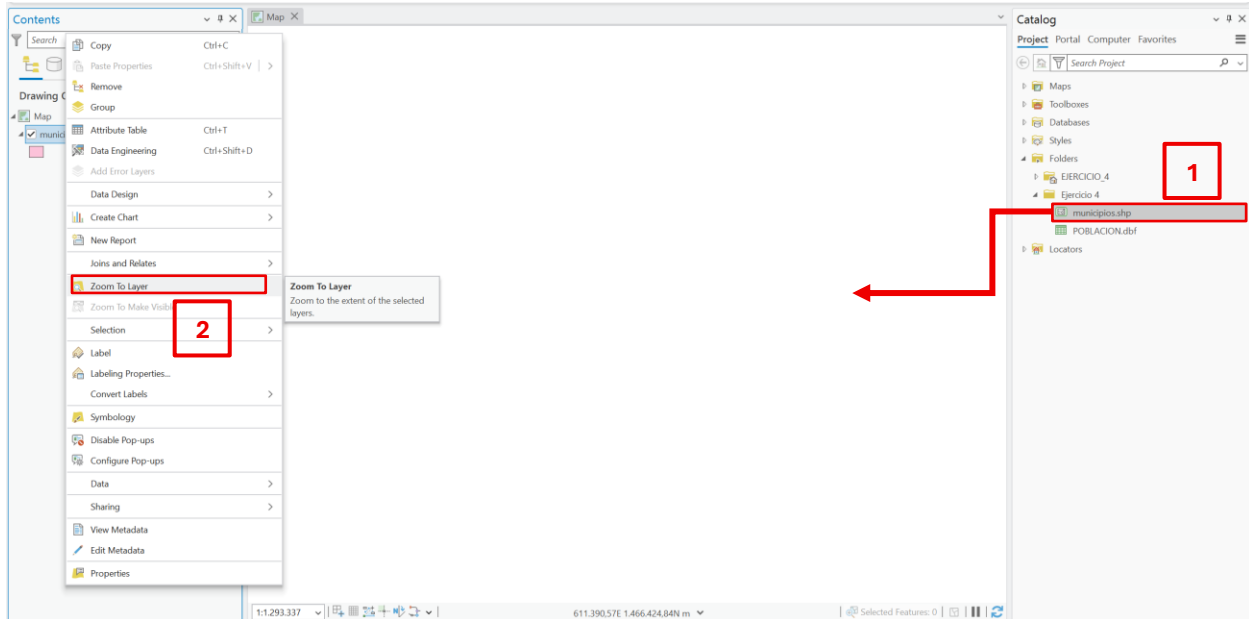 Contents
Search
Drawing
Map
munici
Copy Ctrl+C
Paste Properties Ctrl+Shift+V
Remove
Group
Attribute Table Ctrl+T
Data Engineering Ctrl+Shift+D
Add Error Layers
Data Design
Create Chart
New Report
Joins and Relates
Zoom To Layer
Zoom To Make Visib
Selection
Label
Labeling Properties...
Convert Labels
Symbology
Disable Pop-ups
Configure Pop-ups
Data
Sharing
View Metadata
Edit Metadata
Properties
2
Zoom To Layer
Zoom to the extent of the selected
layers.
Map
1:1.293.337
611.390,57E 1.466.424,84N m
Selected Features: 0
Catalog
Project Portal Computer Favorites
Search Project
Maps
Toolboxes
Databases
Styles
Folders
EJERCICIO_4
Ejercicio 4
municipios.shp
POBLACION.dbf
Locators
1